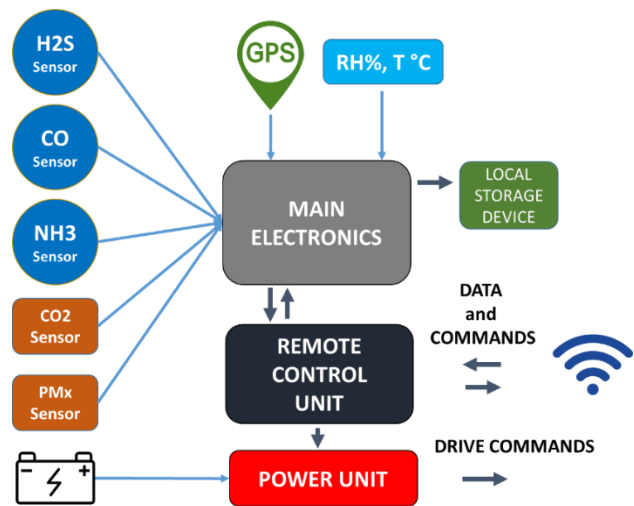 H2S
Sensor
CO
Sensor
NH3
Sensor
CO2
Sensor
PMx
Sensor
GPS
RH%, T °C
MAIN
ELECTRONICS
LOCAL
STORAGE
DEVICE
REMOTE
CONTROL
UNIT
DATA
and
COMMANDS
POWER UNIT
DRIVE COMMANDS